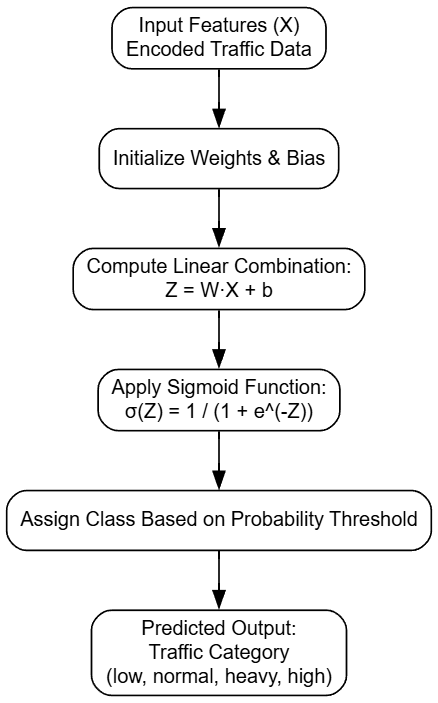 Input Features (X)
Encoded Traffic Data
Initialize Weights & Bias
Compute Linear Combination:
Z = W·X + b
Apply Sigmoid Function:
σ(Z) = 1 / (1 + e^(-Z))
Assign Class Based on Probability Threshold
Predicted Output:
Traffic Category
(low, normal, heavy, high)